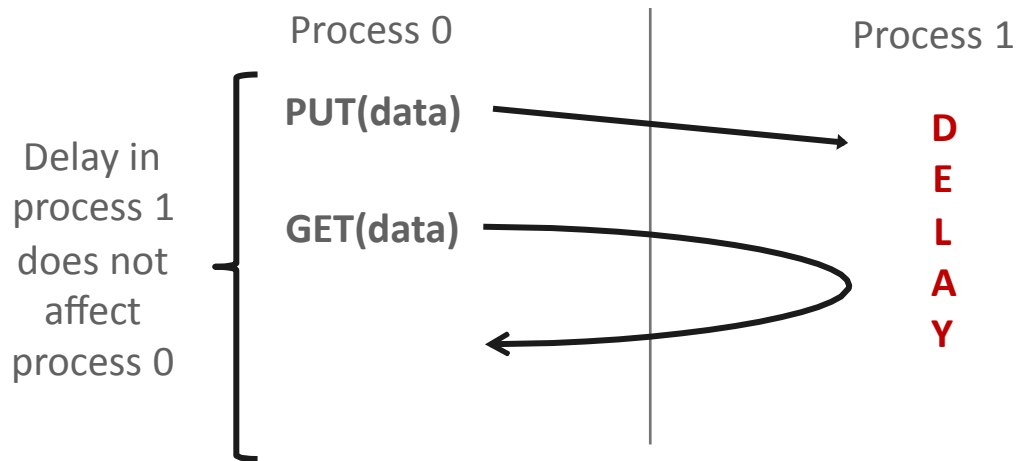 Process 0
Process 1
PUT(data)
GET(data)
Delay in
process 1
does not
affect
process 0
D
E
L
A
Y